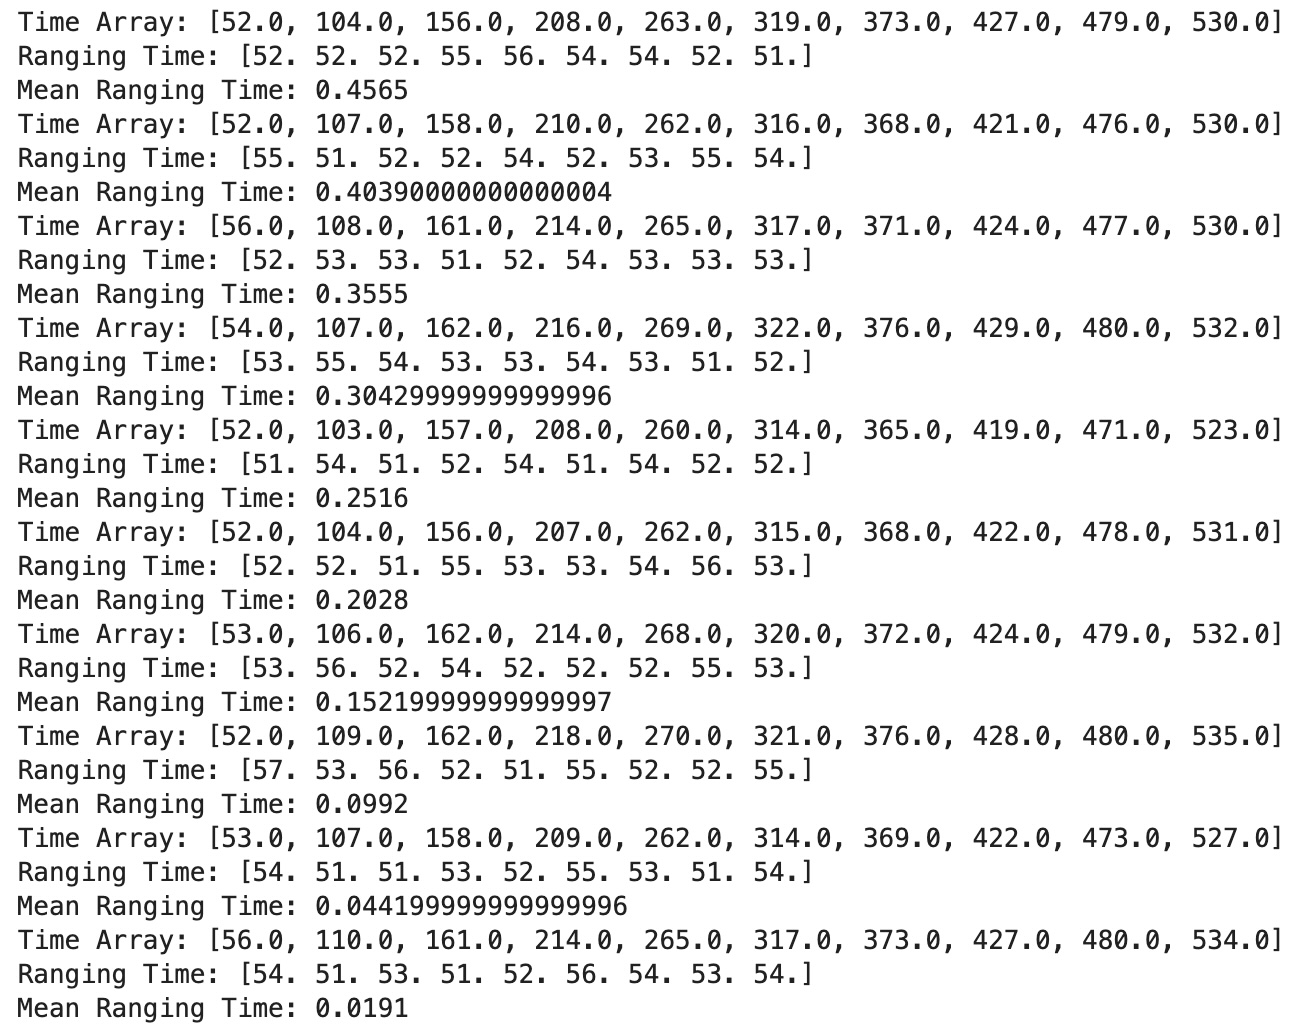 Time Array: [52.0, 104.0, 156.0, 208.0, 263.0, 319.0, 373.0, 427.0, 479.0, 530.0]
Ranging Time: [52. 52. 52. 55. 56. 54. 54. 52. 51.]
Mean Ranging Time: 0.4565
Time Array: [52.0, 107.0, 158.0, 210.0, 262.0, 316.0, 368.0, 421.0, 476.0, 530.0]
Ranging Time: [55. 51. 52. 52. 54. 52. 53. 55. 54.]
Mean Ranging Time: 0.40390000000000004
Time Array: [56.0, 108.0, 161.0, 214.0, 265.0, 317.0, 371.0, 424.0, 477.0, 530.0]
Ranging Time: [52. 53. 53. 51. 52. 54. 53. 53. 53.]
Mean Ranging Time: 0.3555
Time Array: [54.0, 107.0, 162.0, 216.0, 269.0, 322.0, 376.0, 429.0, 480.0, 532.0]
Ranging Time: [53. 55. 54. 53. 53. 54. 53. 51. 52.]
Mean Ranging Time: 0.30429999999999996
Time Array: [52.0, 103.0, 157.0, 208.0, 260.0, 314.0, 365.0, 419.0, 471.0, 523.0]
Ranging Time: [51. 54. 51. 52. 54. 51. 54. 52. 52.]
Mean Ranging Time: 0.2516
Time Array: [52.0, 104.0, 156.0, 207.0, 262.0, 315.0, 368.0, 422.0, 478.0, 531.0]
Ranging Time: [52. 52. 51. 55. 53. 53. 54. 56. 53.]
Mean Ranging Time: 0.2028
Time Array: [53.0, 106.0, 162.0, 214.0, 268.0, 320.0, 372.0, 424.0, 479.0, 532.0]
Ranging Time: [53. 56. 52. 54. 52. 52. 52. 55. 53.]
Mean Ranging Time: 0.15219999999999997
Time Array: [52.0, 109.0, 162.0, 218.0, 270.0, 321.0, 376.0, 428.0, 480.0, 535.0]
Ranging Time: [57. 53. 56. 52. 51. 55. 52. 52. 55.]
Mean Ranging Time: 0.0992
Time Array: [53.0, 107.0, 158.0, 209.0, 262.0, 314.0, 369.0, 422.0, 473.0, 527.0]
Ranging Time: [54. 51. 51. 53. 52. 55. 53. 51. 54.]
Mean Ranging Time: 0.044199999999999996
Time Array: [56.0, 110.0, 161.0, 214.0, 265.0, 317.0, 373.0, 427.0, 480.0, 534.0]
Ranging Time: [54. 51. 53. 51. 52. 56. 54. 53. 54.]
Mean Ranging Time: 0.0191